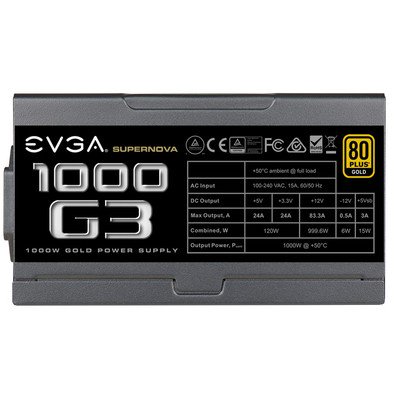 EVGA SUPERNOVA
1000
G3
1000W GOLD POWER SUPPLY
80
PLUS
GOLD
+50°C ambient @ full load
AC Input 100-240 VAC, 15A, 60/50 Hz
DC Output +5V +3.3V +12V -12V +5Vsb
Max Output, A 24A 24A 83.3A 0.5A 3A
Combined, W 120W 999.6W 6W 15W
Output Power, P 1000W @ +50°C